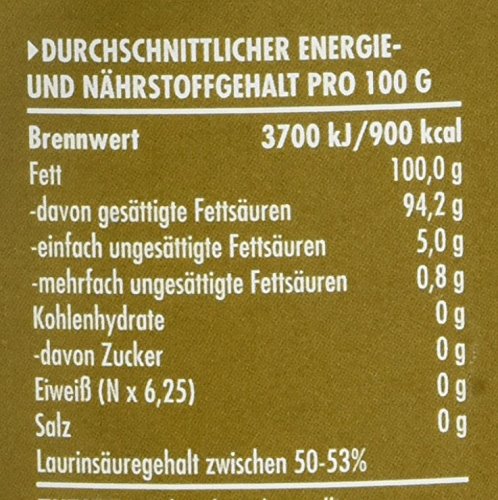 ▸DURCHSCHNITTLICHER ENERGIE-
UND NÄHRSTOFFGEHALT PRO 100 G
Brennwert 3700 kJ/900 kcal
Fett 100,0 g
-davon gesättigte Fettsäuren 94,2 g
-einfach ungesättigte Fettsäuren 5,0 g
-mehrfach ungesättigte Fettsäuren 0,8 g
Kohlenhydrate 0 g
-davon Zucker 0 g
Eiweiß (N x 6,25) 0 g
Salz 0 g
Laurinsäuregehalt zwischen 50-53%